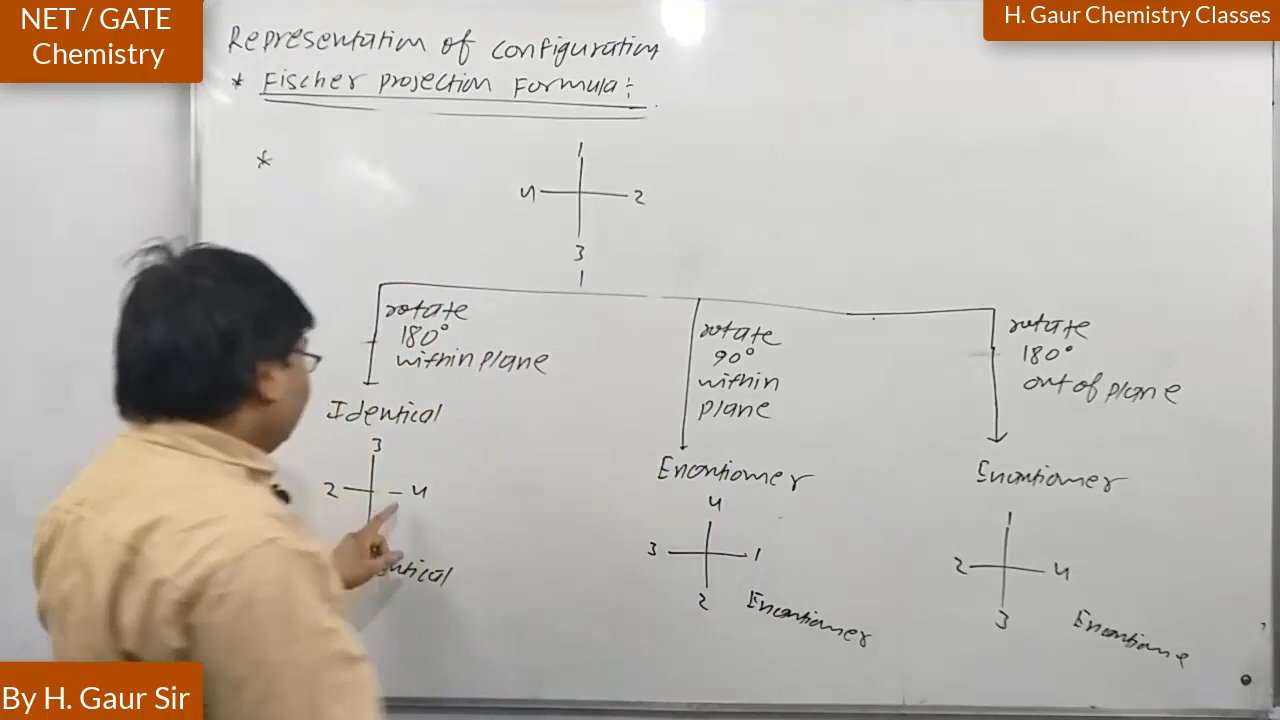 NET / GATE
Chemistry
H. Gaur Chemistry Classes
Representation of configuration
* Fischer projection Formula:
*
1
4 2
3
1
rotate
180°
within plane
rotate
90°
within
plane
rotate
180°
out of plane
Identical
3
2 4
Enantiomer
4
3 1
2
Enantiomer
Enantiomer
1
2 4
3
Enantiome
By H. Gaur Sir